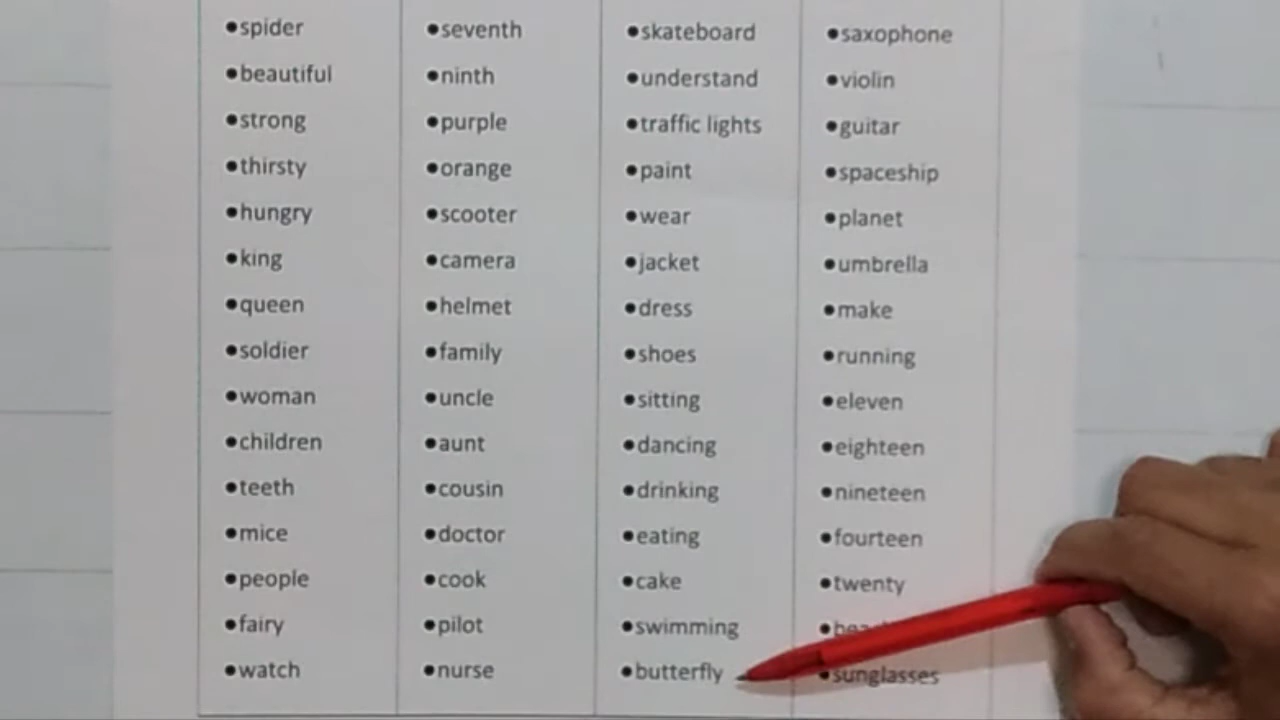 •spider •seventh •skateboard •saxophone
•beautiful •ninth •understand •violin
•strong •purple •traffic lights •guitar
•thirsty •orange •paint •spaceship
•hungry •scooter •wear •planet
•king •camera •jacket •umbrella
•queen •helmet •dress •make
•soldier •family •shoes •running
•woman •uncle •sitting •eleven
•children •aunt •dancing •eighteen
•teeth •cousin •drinking •nineteen
•mice •doctor •eating •fourteen
•people •cook •cake •twenty
•fairy •pilot •swimming
•watch •nurse •butterfly •sunglasses